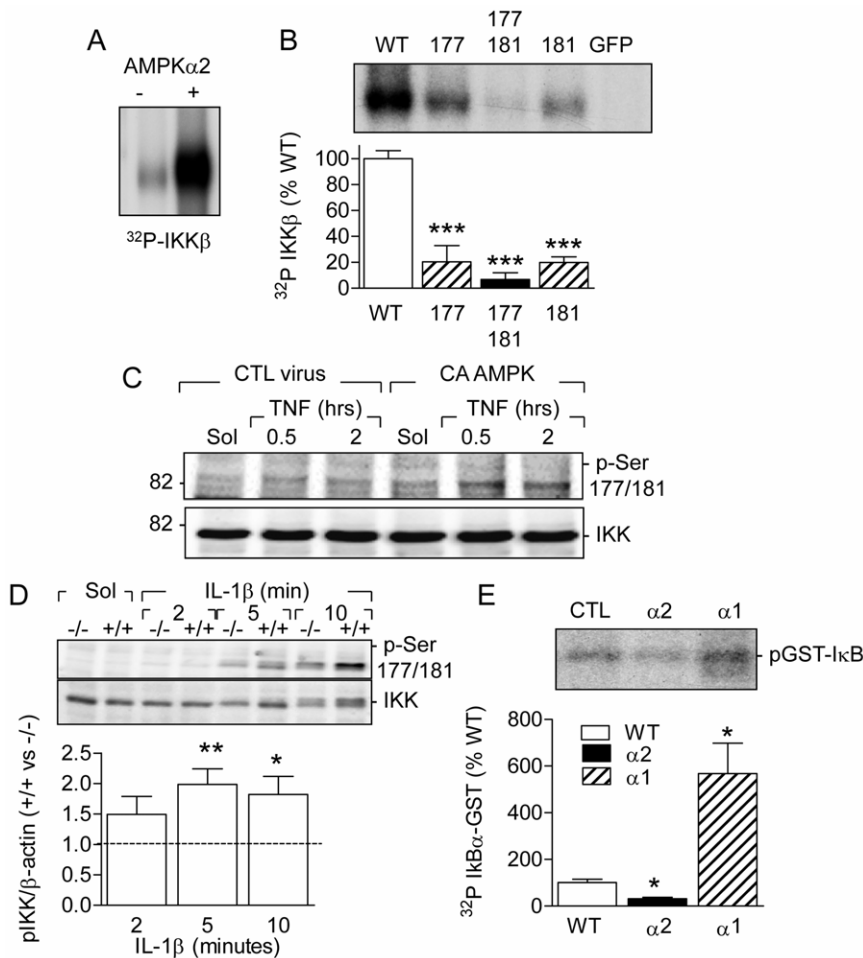 A
AMPKα2
- +
³²P-IKKβ
B
WT 177 177 181 181 GFP
³²P IKKβ (% WT)
100
80
60
40
20
0
*** *** ***
WT 177 177 181 181
C
CTL virus CA AMPK
TNF (hrs) TNF (hrs)
Sol 0.5 2 Sol 0.5 2
82
p-Ser
177/181
82
IKK
D
Sol IL-1β (min)
2 5 10
-/- +/+ -/- +/+ -/- +/+ -/- +/+
p-Ser
177/181
IKK
pIKK/β-actin (+/+ vs -/-)
2.5
2.0
1.5
1.0
0.5
0.0
** *
2 5 10
IL-1β (minutes)
E
CTL α2 α1
pGST-IκB
³²P IkBα-GST (% WT)
800
600
400
200
0
WT
α2
α1
* *
WT α2 α1